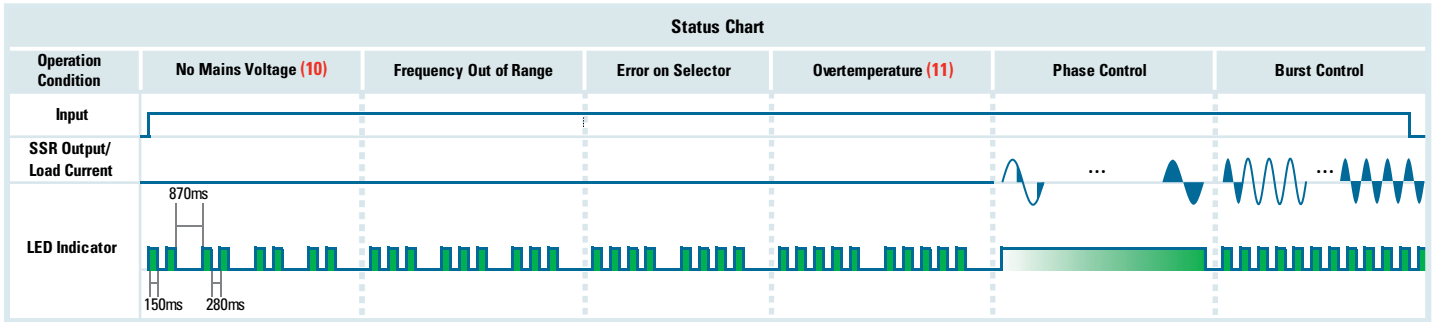 Status Chart
Operation
Condition
No Mains Voltage (10)
Frequency Out of Range
Error on Selector
Overtemperature (11)
Phase Control
Burst Control
Input
SSR Output/
Load Current
...
...
870ms
LED Indicator
150ms
280ms